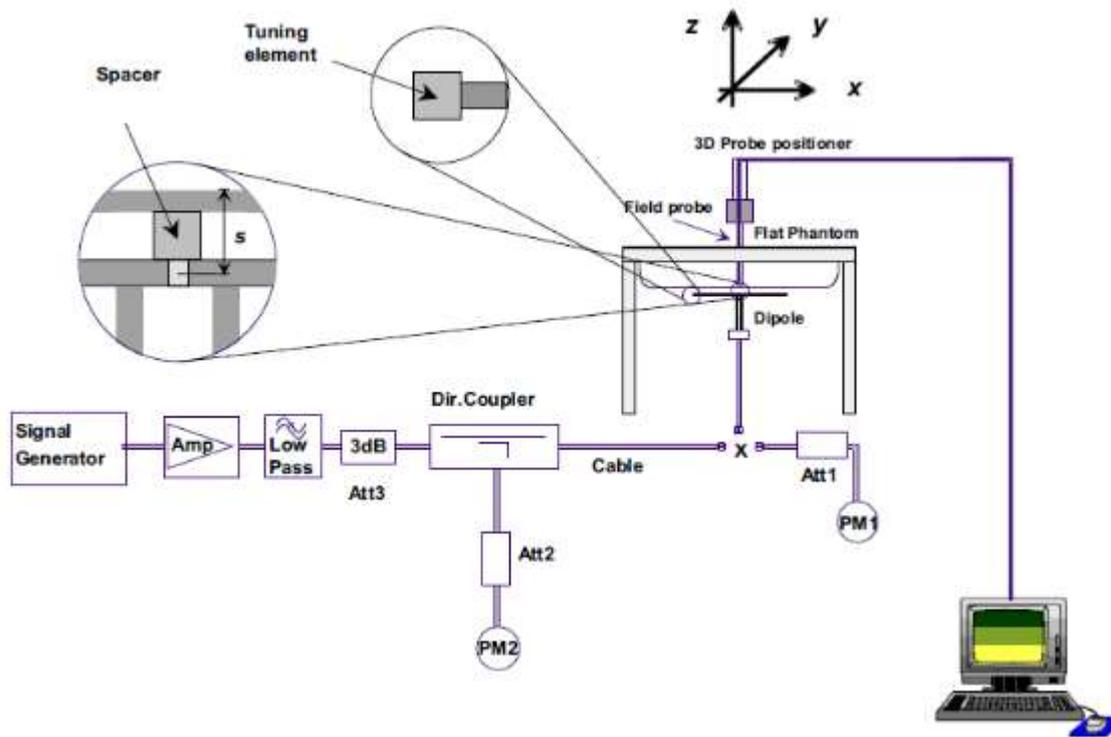 Tuning
element
Spacer
s
z
y
x
3D Probe positioner
Field probe
Flat Phantom
Dipole
Dir.Coupler
Signal
Generator
Amp
Low
Pass
3dB
Att3
Cable
X
Att1
PM1
Att2
PM2